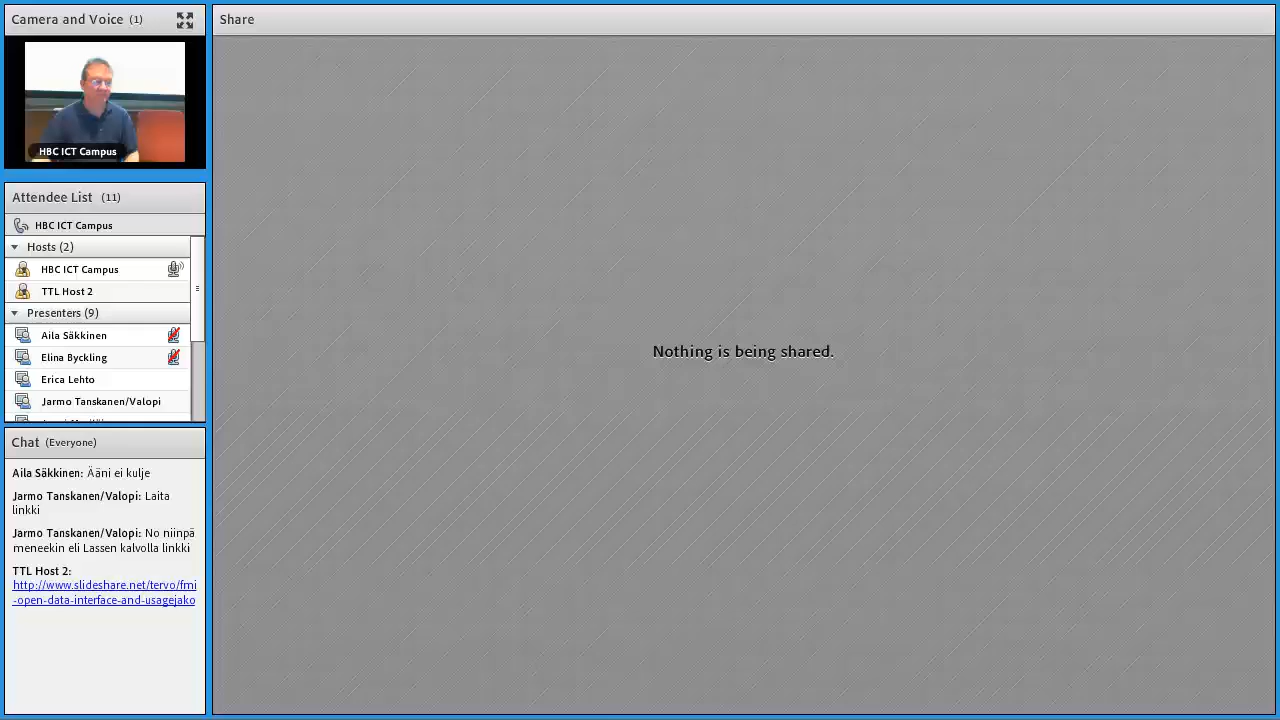 Camera and Voice (1)
HBC ICT Campus
Attendee List (11)
HBC ICT Campus
Hosts (2)
HBC ICT Campus
TTL Host 2
Presenters (9)
Aila Säkkinen
Elina Byckling
Erica Lehto
Jarmo Tanskanen/Valopi
Chat (Everyone)
Aila Säkkinen: Ääni ei kulje
Jarmo Tanskanen/Valopi: Laita
linkki
Jarmo Tanskanen/Valopi: No niinpä
meneekin eli Lassen kalvolla linkki
TTL Host 2:
http://www.slideshare.net/tervo/fmi
-open-data-interface-and-usagejako
Share
Nothing is being shared.